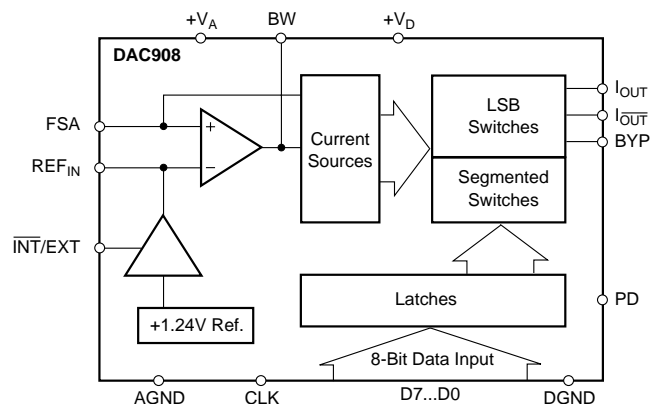 +VA
BW
+VD
DAC908
FSA
REFIN
INT/EXT
+1.24V Ref.
Current
Sources
LSB
Switches
Segmented
Switches
Latches
8-Bit Data Input
IOUT
IOUT
BYP
PD
AGND
CLK
D7...D0
DGND